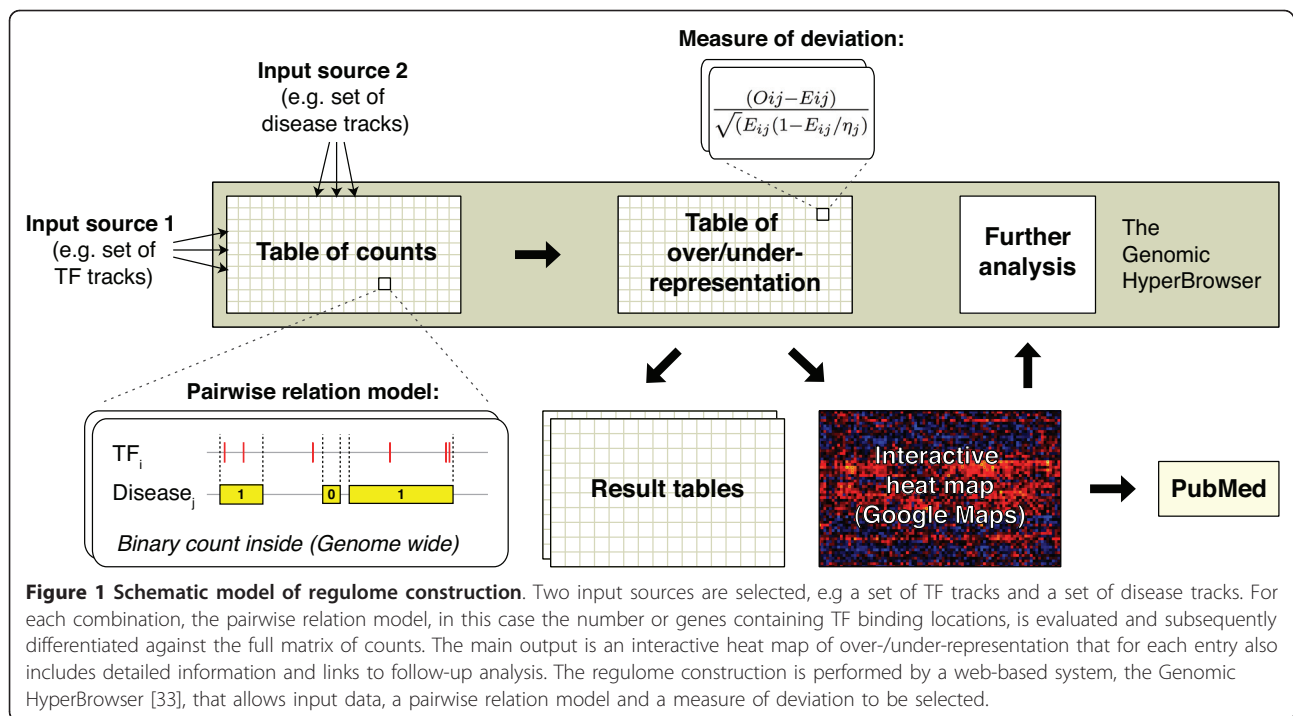 Measure of deviation:
(Oij−Eij)
√(E_ij(1−E_ij/η_j)
Input source 2
(e.g. set of
disease tracks)
Input source 1
(e.g. set of
TF tracks)
Table of counts
Table of
over/under-
representation
Further
analysis
The
Genomic
HyperBrowser
Pairwise relation model:
TF_i
Disease_j
1
0
1
Binary count inside (Genome wide)
Result tables
Interactive
heat map
(Google Maps)
PubMed
Figure 1 Schematic model of regulome construction. Two input sources are selected, e.g a set of TF tracks and a set of disease tracks. For
each combination, the pairwise relation model, in this case the number or genes containing TF binding locations, is evaluated and subsequently
differentiated against the full matrix of counts. The main output is an interactive heat map of over-/under-representation that for each entry also
includes detailed information and links to follow-up analysis. The regulome construction is performed by a web-based system, the Genomic
HyperBrowser [33], that allows input data, a pairwise relation model and a measure of deviation to be selected.